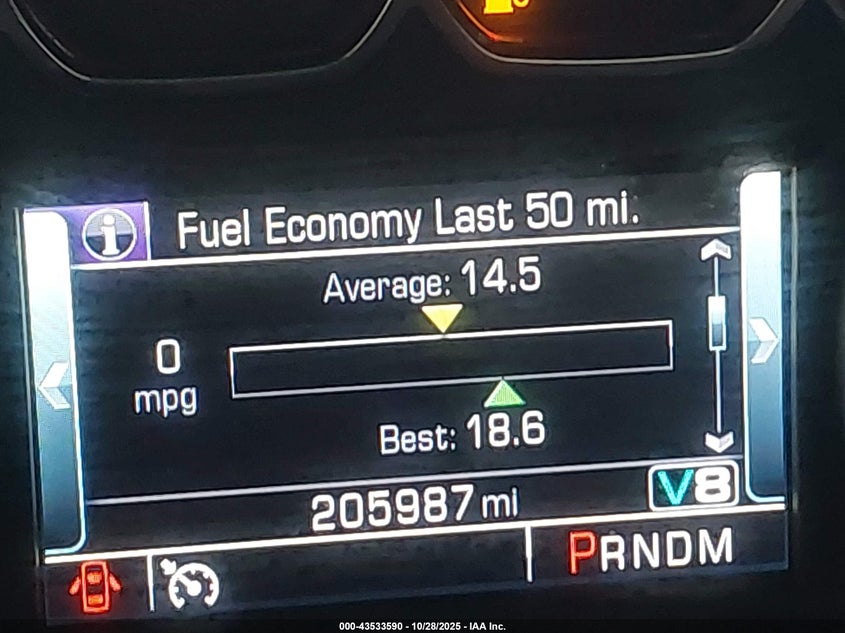 Fuel Economy Last 50 mi.
Average: 14.5
0
mpg
Best: 18.6
205987 mi
V8
PRNDM
000-43533590 - 10/28/2025 - IAA Inc.